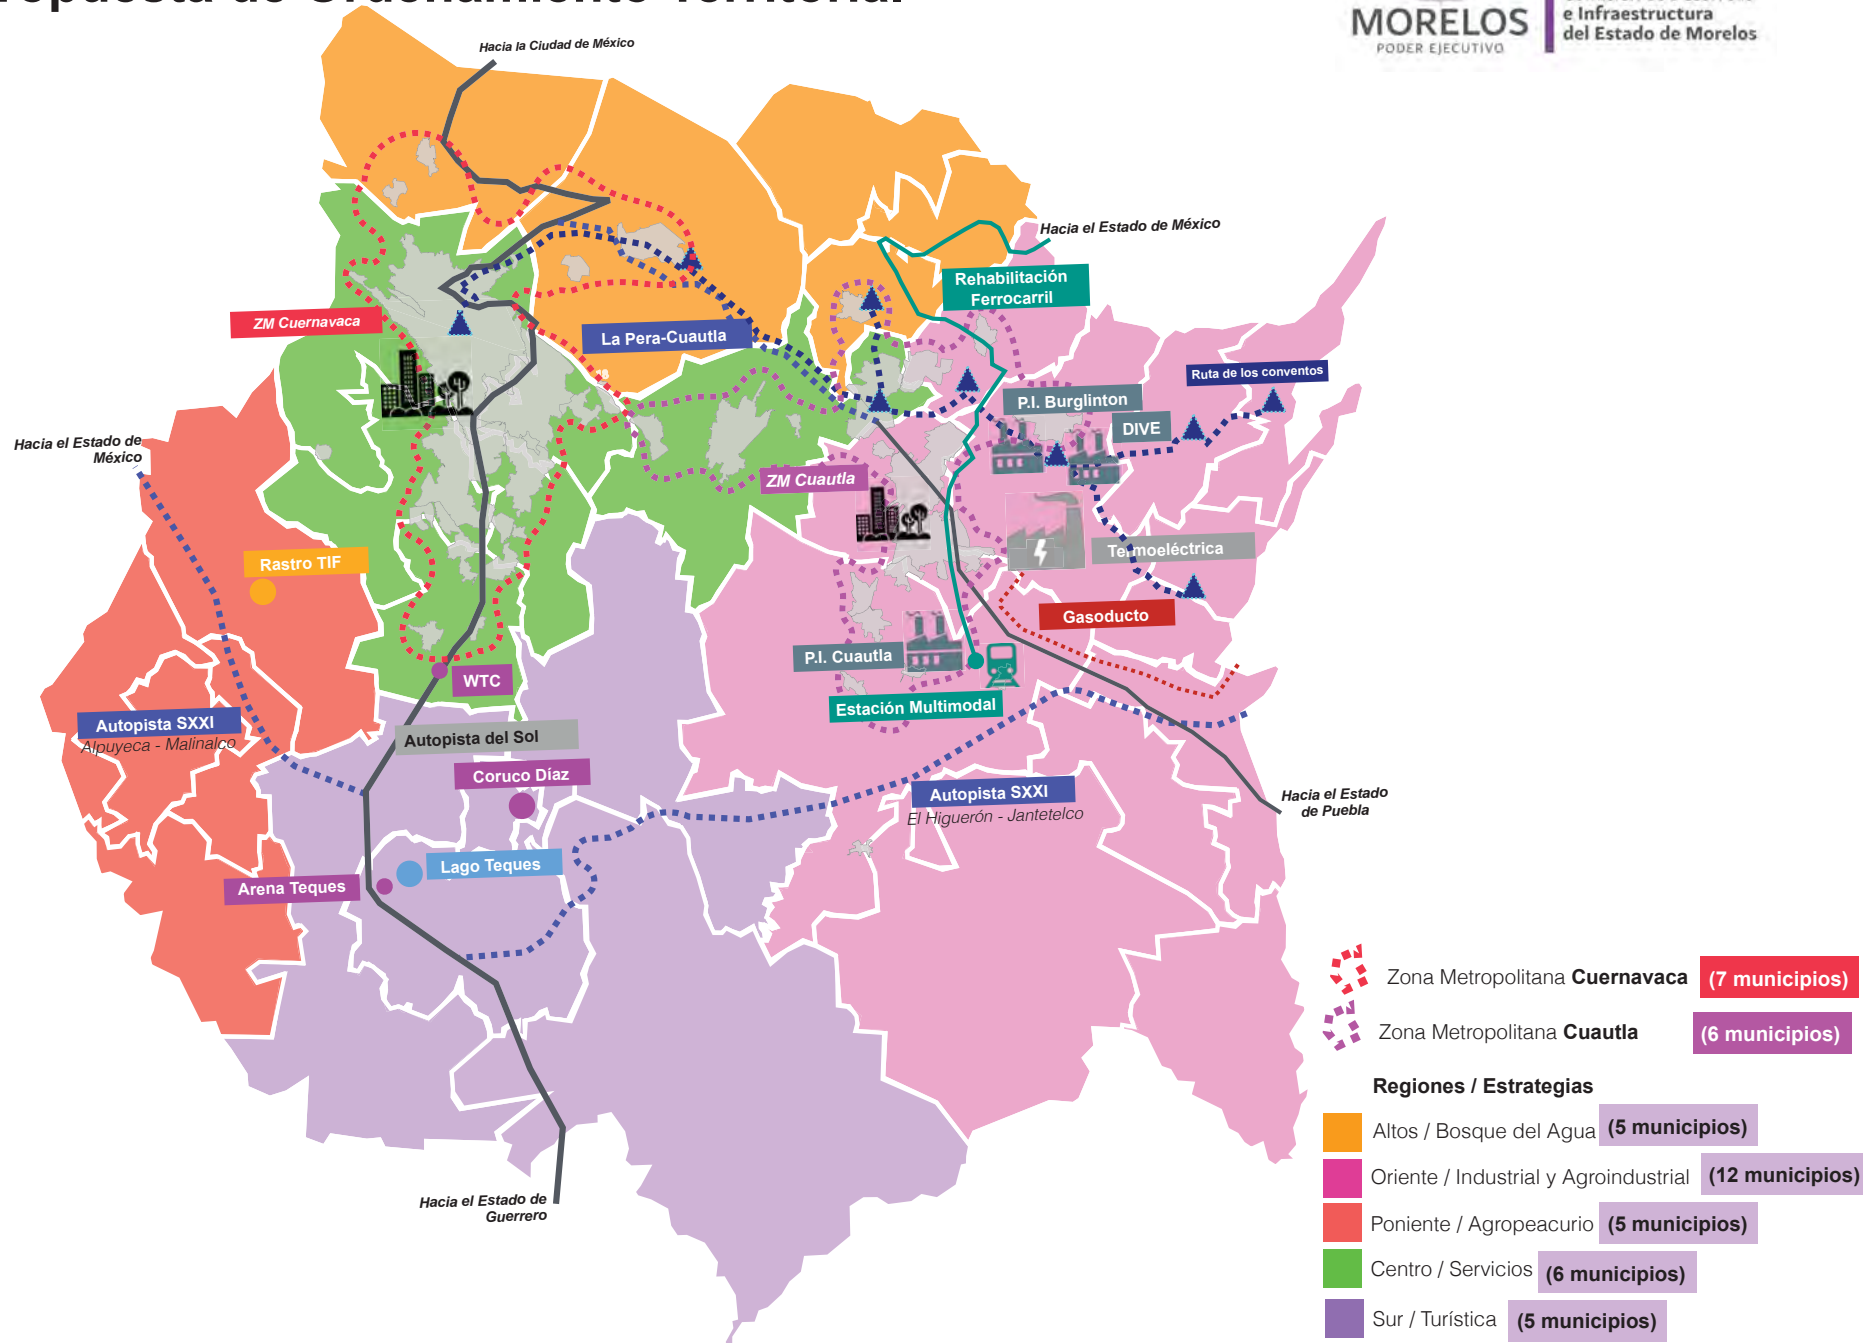 Propuesta de Ordenamiento Territorial
MORELOS
PODER EJECUTIVO
e Infraestructura
del Estado de Morelos
Hacia la Ciudad de México
Hacia el Estado de México
Rehabilitación
Ferrocarril
ZM Cuernavaca
La Pera-Cuautla
Ruta de los conventos
P.I. Burglinton
DIVE
Hacia el Estado de
México
ZM Cuautla
Termoeléctrica
Rastro TIF
Gasoducto
P.I. Cuautla
WTC
Estación Multimodal
Autopista SXXI
Alpuyeca - Malinalco
Autopista del Sol
Coruco Díaz
Autopista SXXI
El Higuerón - Jantetelco
Hacia el Estado
de Puebla
Lago Teques
Arena Teques
Hacia el Estado de
Guerrero
Zona Metropolitana Cuernavaca (7 municipios)
Zona Metropolitana Cuautla (6 municipios)
Regiones / Estrategias
Altos / Bosque del Agua (5 municipios)
Oriente / Industrial y Agroindustrial (12 municipios)
Poniente / Agropeacurio (5 municipios)
Centro / Servicios (6 municipios)
Sur / Turística (5 municipios)